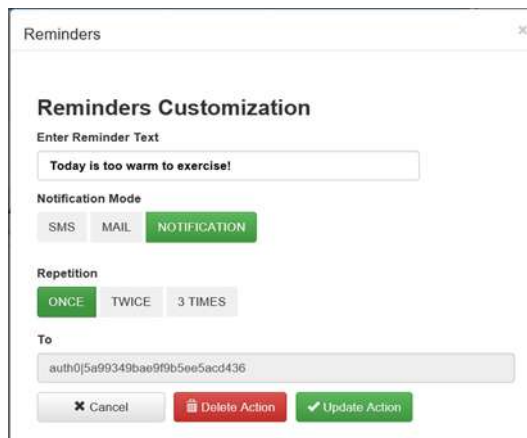 Reminders
Reminders Customization
Enter Reminder Text
Today is too warm to exercise!
Notification Mode
SMS MAIL NOTIFICATION
Repetition
ONCE TWICE 3 TIMES
To
auth0|5a99349bae9f9b5ee5acd436
Cancel Delete Action Update Action